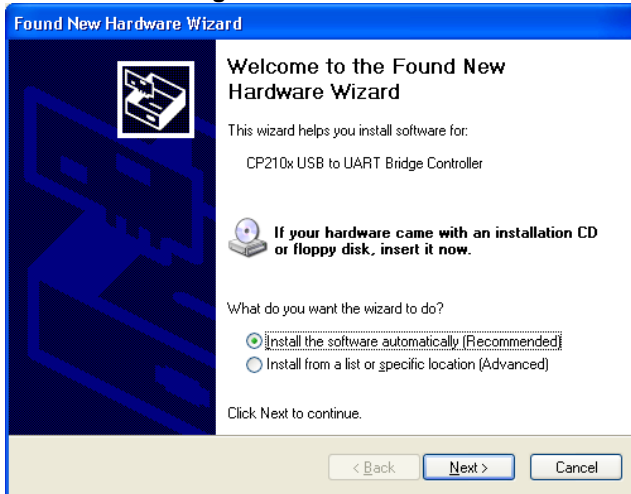 Found New Hardware Wizard
Welcome to the Found New
Hardware Wizard
This wizard helps you install software for:
CP210x USB to UART Bridge Controller
If your hardware came with an installation CD
or floppy disk, insert it now.
What do you want the wizard to do?
Install the software automatically (Recommended)
Install from a list or specific location (Advanced)
Click Next to continue.
< Back Next > Cancel